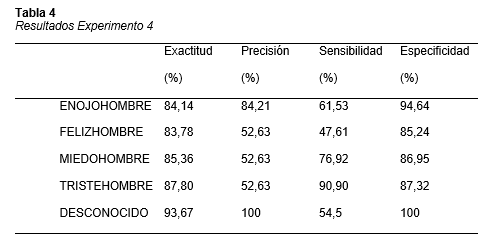 Tabla 4
Resultados Experimento 4
Exactitud Precisión Sensibilidad Especificidad
(%) (%) (%) (%)
ENOJOHOMBRE 84,14 84,21 61,53 94,64
FELIZHOMBRE 83,78 52,63 47,61 85,24
MIEDOHOMBRE 85,36 52,63 76,92 86,95
TRISTEHOMBRE 87,80 52,63 90,90 87,32
DESCONOCIDO 93,67 100 54,5 100